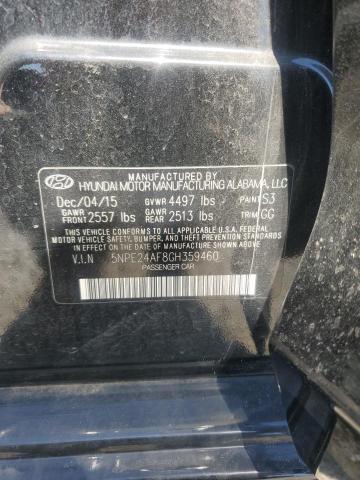 MANUFACTURED BY
HYUNDAI MOTOR MANUFACTURING ALABAMA, LLC
Dec/04/15 GVWR 4497 lbs PAINT S3
GAWR FRONT 2557 lbs GAWR REAR 2513 lbs TRIM GG
THIS VEHICLE CONFORMS TO ALL APPLICABLE U.S.A. FEDERAL
MOTOR VEHICLE SAFETY, BUMPER, AND THEFT PREVENTION
STANDARDS IN EFFECT ON THE DATE OF MANUFACTURE SHOWN ABOVE.
V.I.N 5NPE24AF8GH359460
PASSENGER CAR